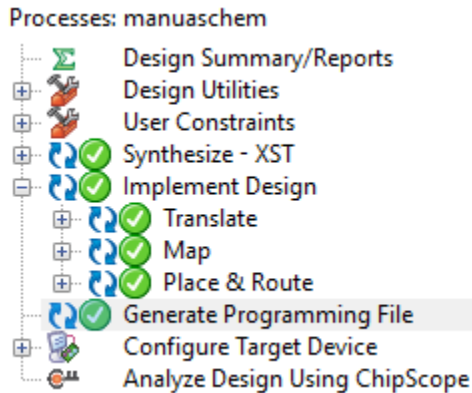 Processes: manuaschem
Design Summary/Reports
Design Utilities
User Constraints
Synthesize - XST
Implement Design
Translate
Map
Place & Route
Generate Programming File
Configure Target Device
Analyze Design Using ChipScope